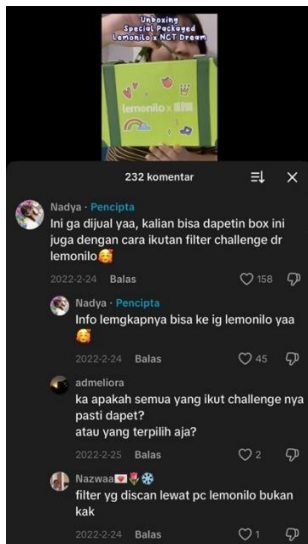 Unboxing
Special Packaged
Lemonilo x NCT Dream
lemonilo x
232 komentar
Nadya · Pencipta
Ini ga dijual yaa, kalian bisa dapetin box ini
juga dengan cara ikutan filter challenge dr
lemonilo🥰
2022-2-24 Balas 158
Nadya · Pencipta
Info lemgkapnya bisa ke ig lemonilo yaa
🥰
2022-2-24 Balas 45
admeliora
ka apakah semua yang ikut challenge nya
pasti dapet?
atau yang terpilih aja?
2022-2-25 Balas 2
Nazwaa💌🌷❄️
filter yg discan lewat pc lemonilo bukan
kak
2022-2-24 Balas 1